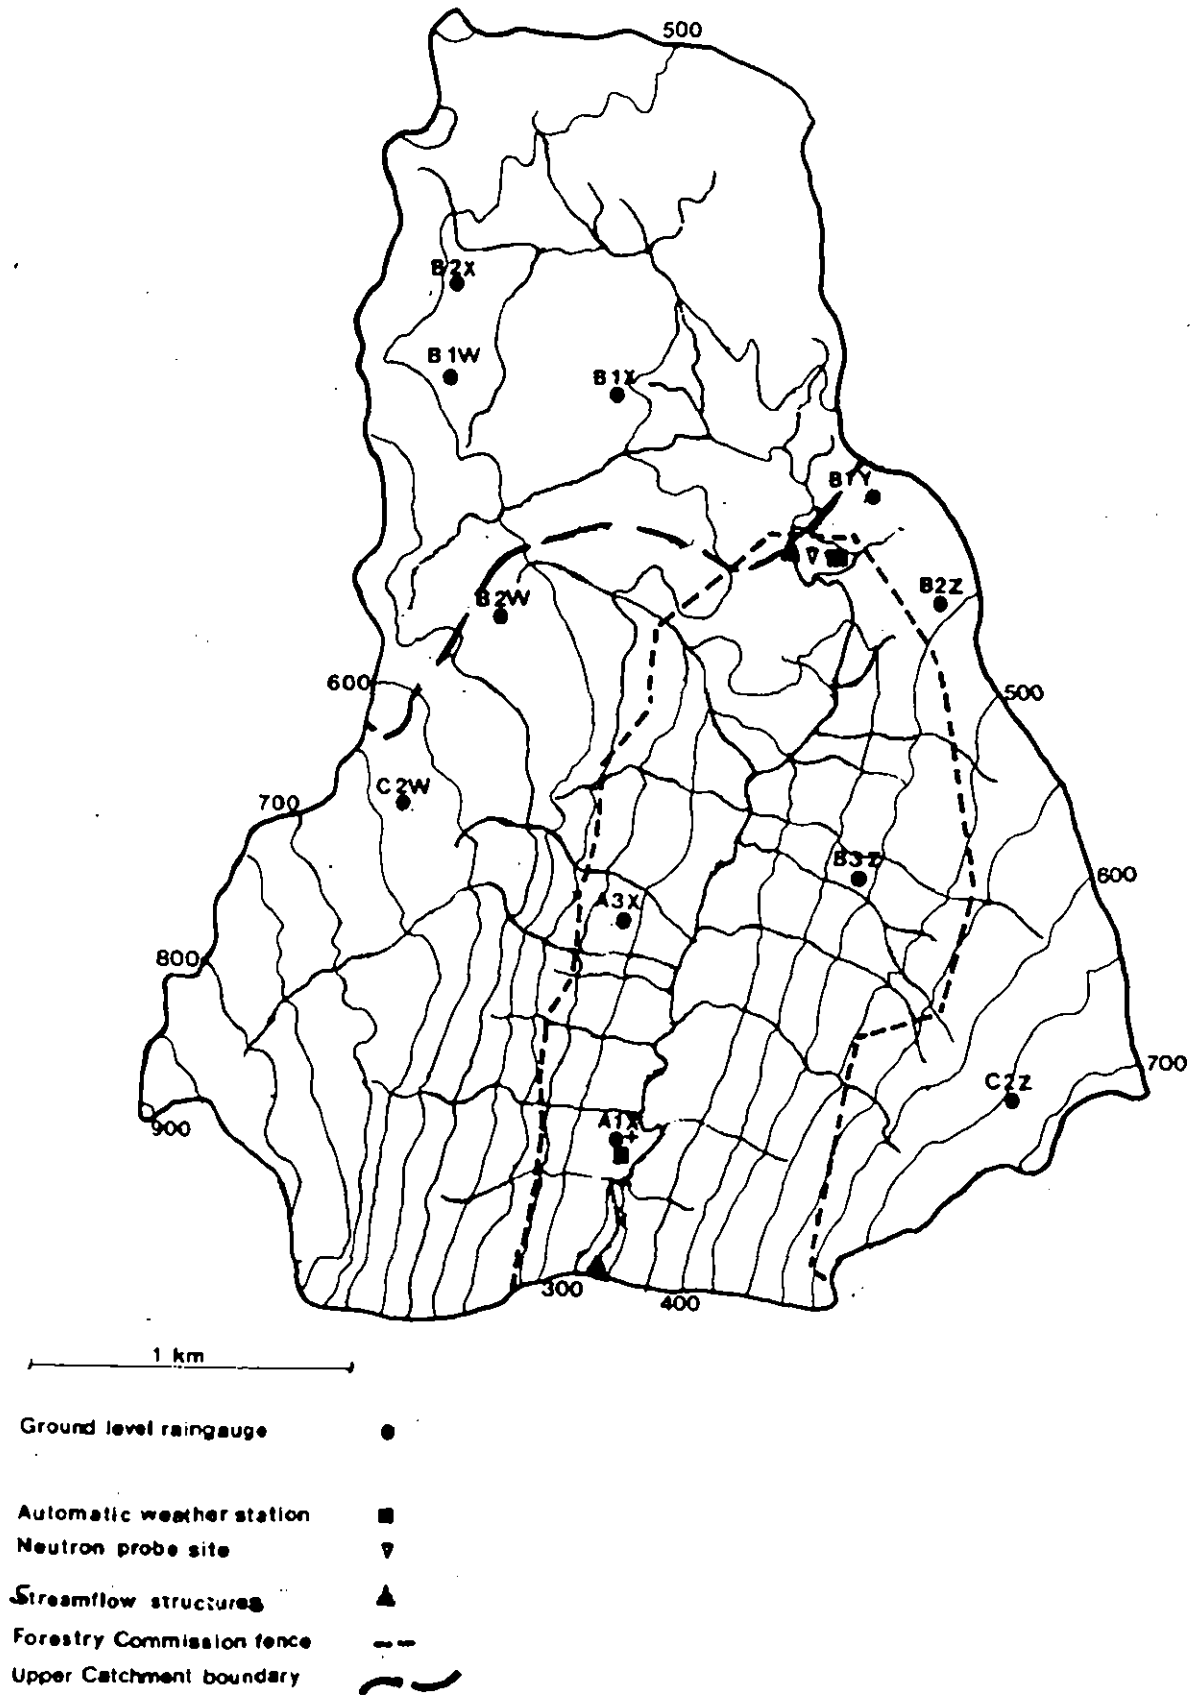 500
B2X
B1W
B1X
B1Y
B2Z
B2W
600
500
C2W
700
B3Z
600
A3X
800
700
C2Z
900
A1X
300
400
1 km
Ground level raingauge
Automatic weather station
Neutron probe site
Streamflow structures
Forestry Commission fence
Upper Catchment boundary